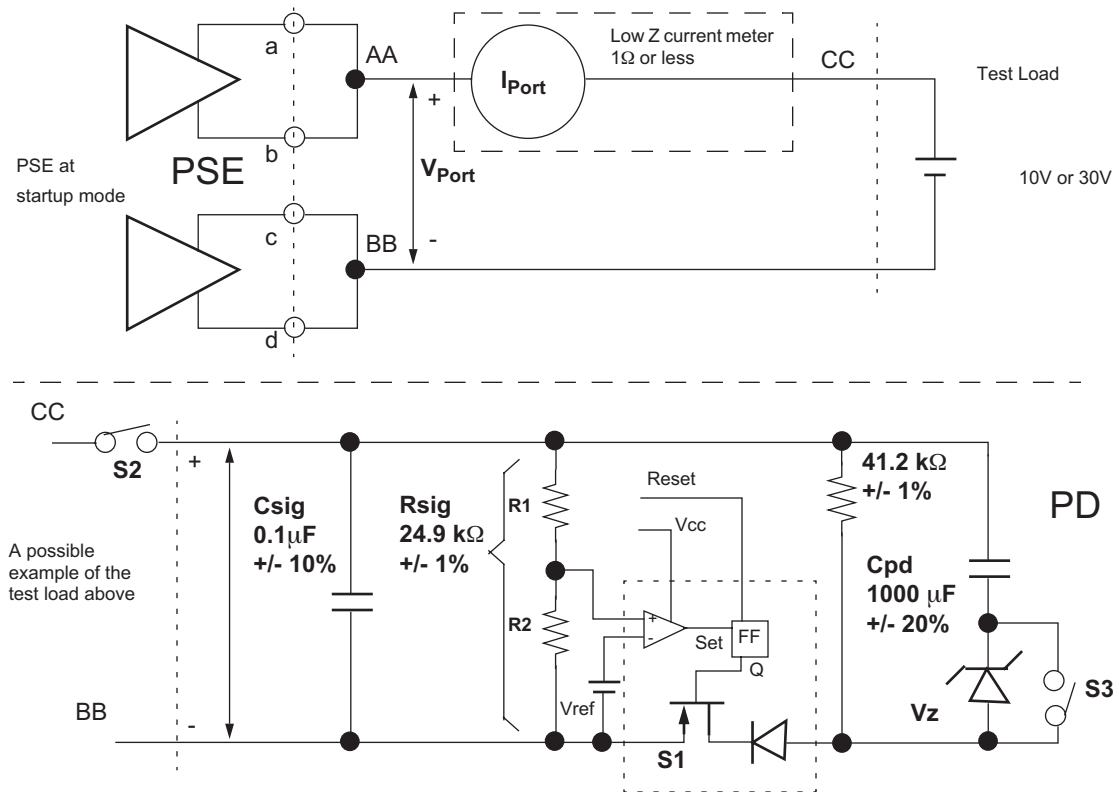 a
AA
b
PSE at
startup mode
PSE
c
BB
d
+
VPort
-
IPort
Low Z current meter
1Ω or less
CC
Test Load
10V or 30V
CC
S2
+
-
A possible
example of the
test load above
BB
Csig
0.1μF
+/- 10%
Rsig
24.9 kΩ
+/- 1%
R1
R2
Reset
Vcc
+
-
Set
FF
Q
Vref
S1
41.2 kΩ
+/- 1%
PD
Cpd
1000 μF
+/- 20%
Vz
S3